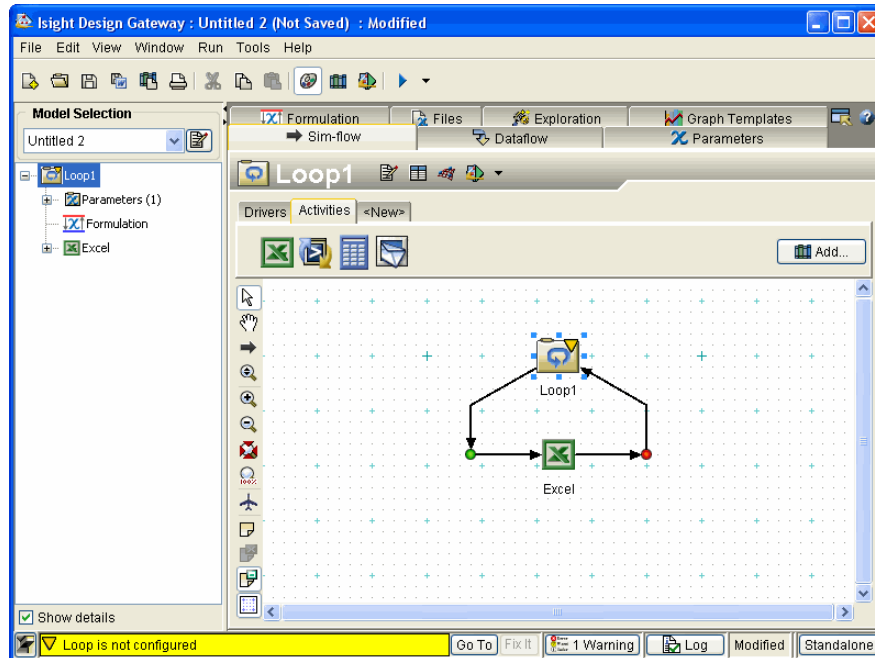 Isight Design Gateway : Untitled 2 (Not Saved) : Modified
File Edit View Window Run Tools Help
Model Selection
Untitled 2
Loop1
Parameters (1)
Formulation
Excel
Show details
Formulation Files Exploration Graph Templates
Sim-flow Dataflow Parameters
Loop1
Drivers Activities <New>
Add...
100%
Loop1
Excel
Loop is not configured Go To Fix It 1 Warning Log Modified Standalone